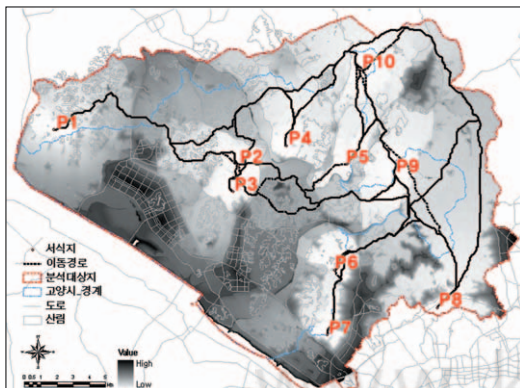 P10
P1
P4
P2
P5
P9
P3
P6
P8
P7
서식지
이동경로
분석대상지
고양시_경계
도로
산림
Value
High
Low